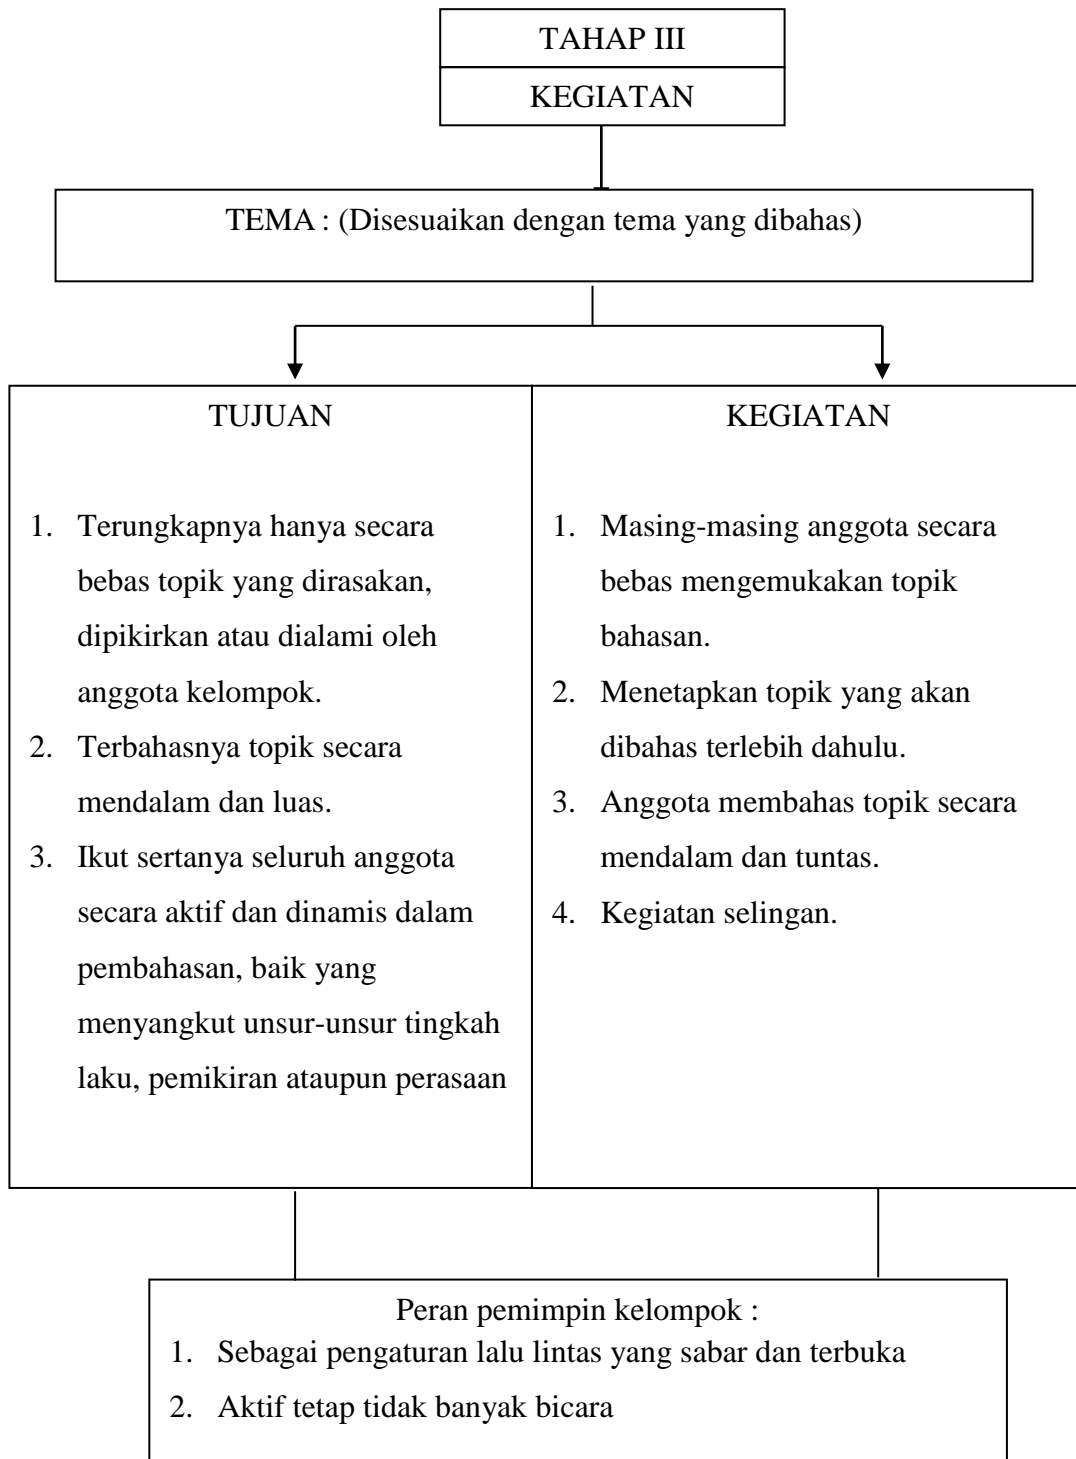 TAHAP III
KEGIATAN
TEMA : (Disesuaikan dengan tema yang dibahas)
TUJUAN
1. Terungkapnya hanya secara
bebas topik yang dirasakan,
dipikirkan atau dialami oleh
anggota kelompok.
2. Terbahasnya topik secara
mendalam dan luas.
3. Ikut sertanya seluruh anggota
secara aktif dan dinamis dalam
pembahasan, baik yang
menyangkut unsur-unsur tingkah
laku, pemikiran ataupun perasaan
KEGIATAN
1. Masing-masing anggota secara
bebas mengemukakan topik
bahasan.
2. Menetapkan topik yang akan
dibahas terlebih dahulu.
3. Anggota membahas topik secara
mendalam dan tuntas.
4. Kegiatan selingan.
Peran pemimpin kelompok :
1. Sebagai pengaturan lalu lintas yang sabar dan terbuka
2. Aktif tetap tidak banyak bicara